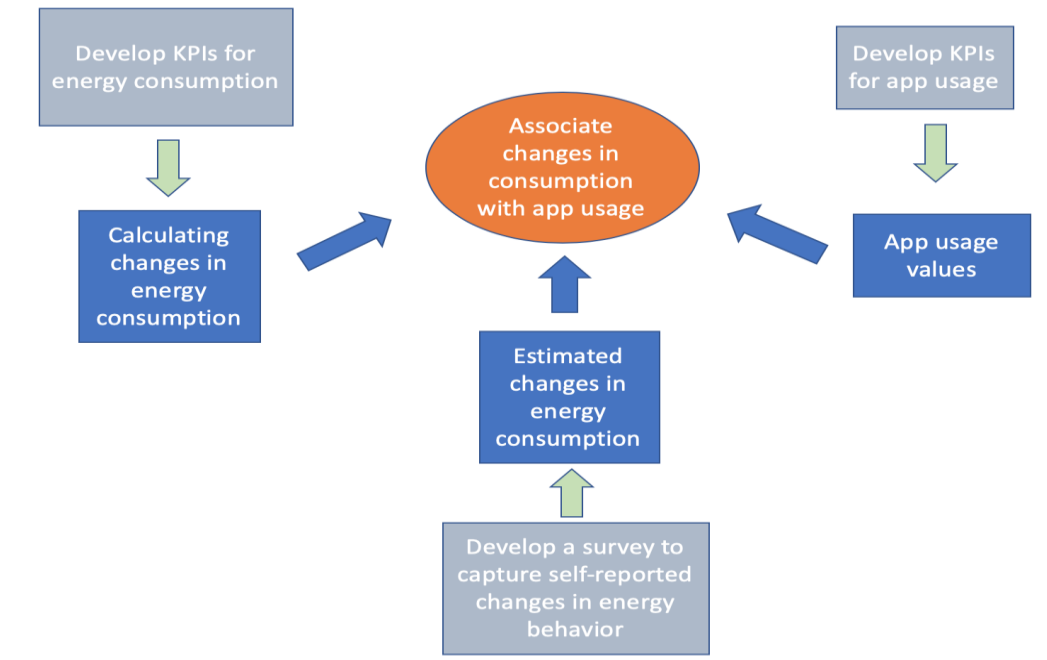 Develop KPIs for
energy consumption
Develop KPIs
for app usage
Associate
changes in
consumption
with app usage
Calculating
changes in
energy
consumption
App usage
values
Estimated
changes in
energy
consumption
Develop a survey to
capture self-reported
changes in energy
behavior